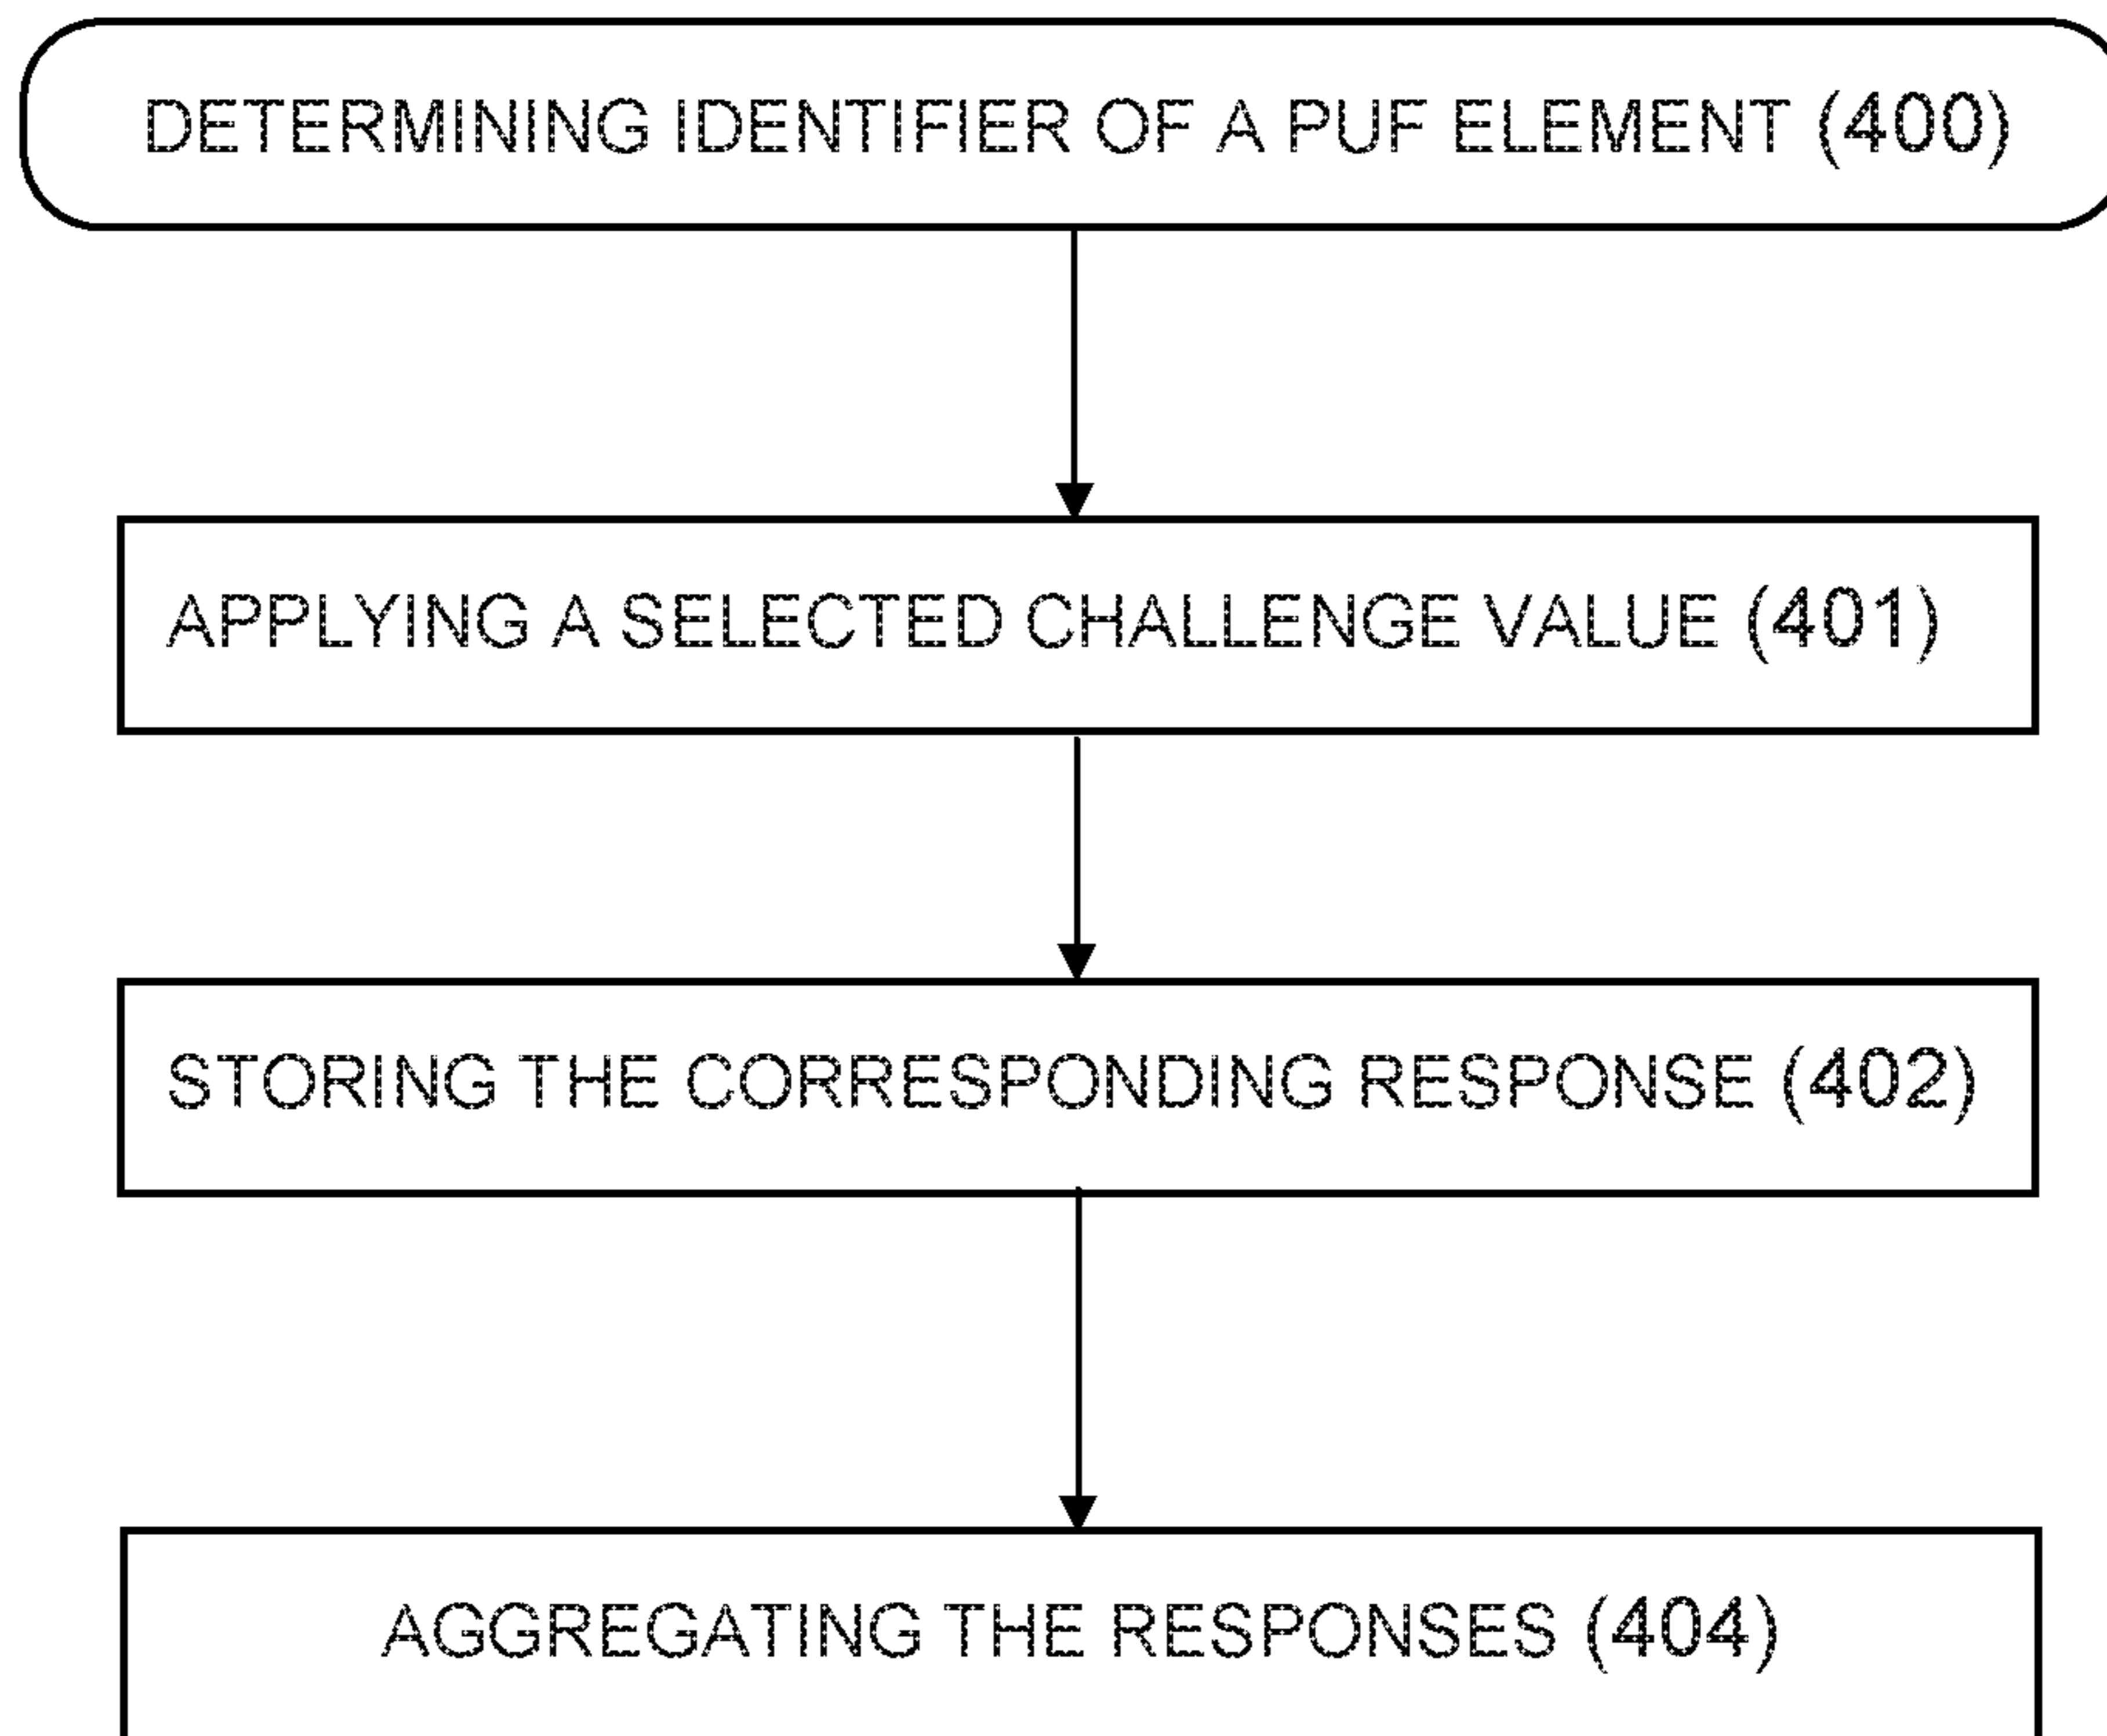 DETERMINING IDENTIFIER OF A PUF ELEMENT (400)
APPLYING A SELECTED CHALLENGE VALUE (401)
STORING THE CORRESPONDING RESPONSE (402)
AGGREGATING THE RESPONSES (404)